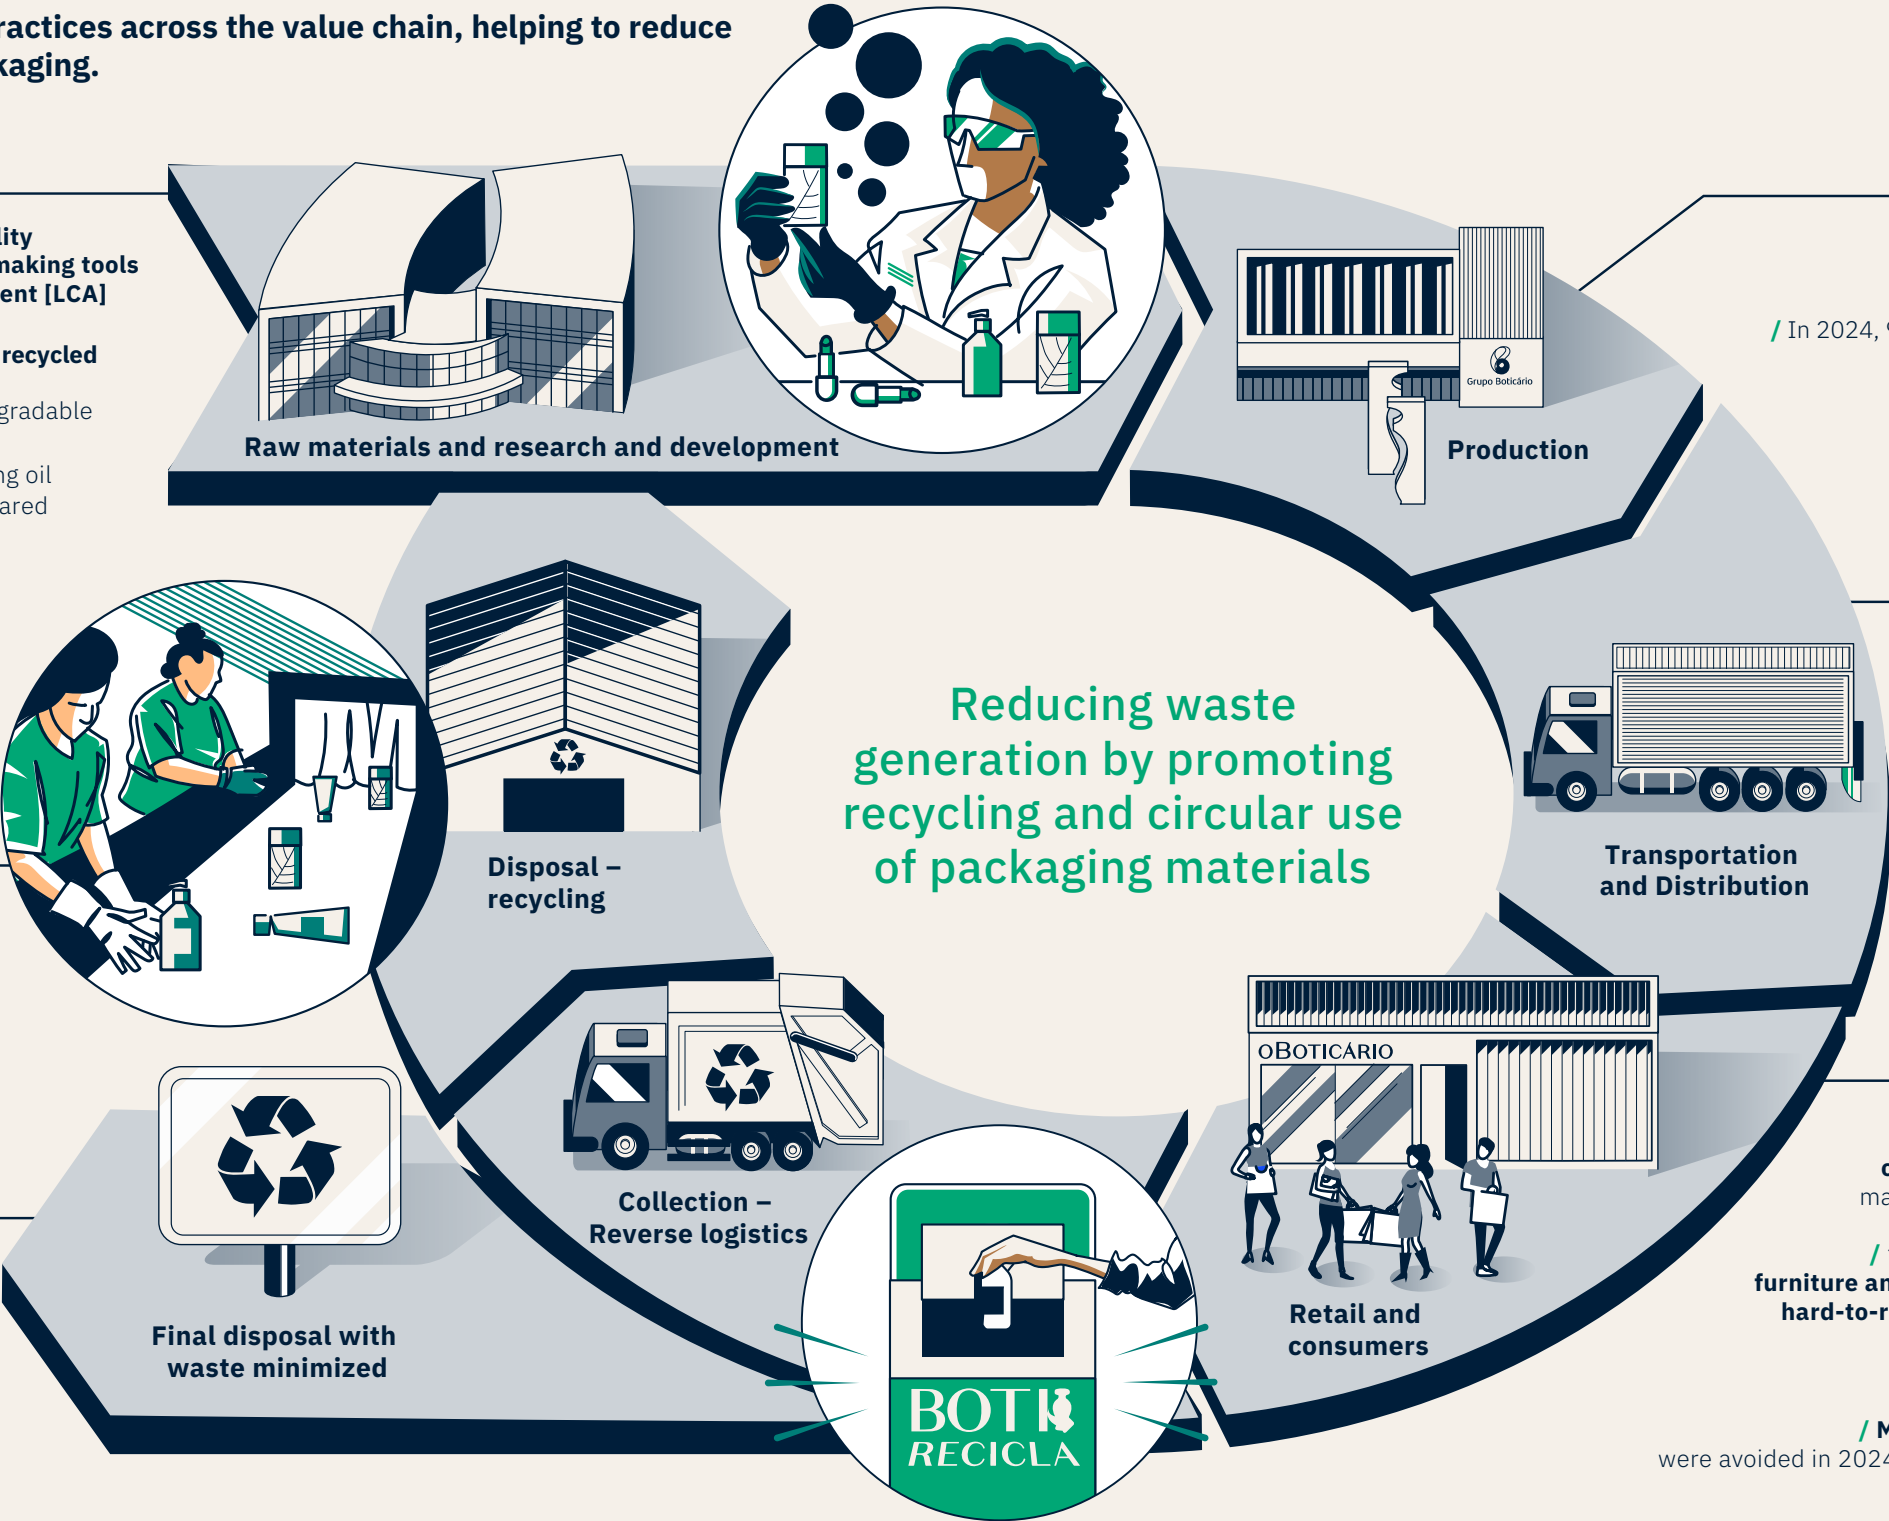 ractices across the value chain, helping to reduce
kaging.
lity
making tools
ent [LCA]
recycled
gradable
ng oil
ared
Raw materials and research and development
Grupo Boticário
Production
/ In 2024,
Reducing waste
generation by promoting
recycling and circular use
of packaging materials
Disposal –
recycling
Transportation
and Distribution
OBOTICÁRIO
Collection –
Reverse logistics
Retail and
consumers
Final disposal with
waste minimized
BOTI
RECICLA
ma
/
furniture an
hard-to-r
/ M
were avoided in 2024